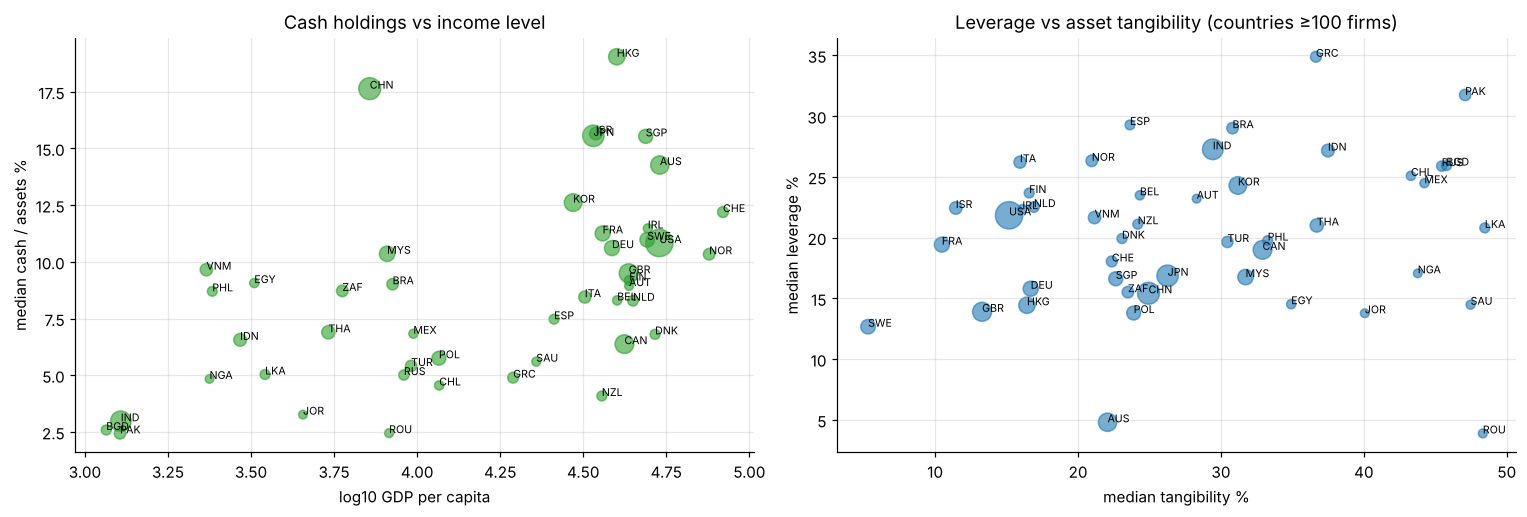 Cash holdings vs income level
median cash / assets %
17.5
15.0
12.5
10.0
7.5
5.0
2.5
HKG
CHN
ISR
JPN
SGP
AUS
KOR
CHE
IRL
FRA
SWE
USA
DEU
NOR
MYS
VNM
GBR
FIN
EGY
BRA
AUT
PHL
ZAF
ITA
BEL
NLD
ESP
THA
MEX
DNK
IDN
CAN
POL
TUR
SAU
RUS
NGA
LKA
GRC
CHL
NZL
JOR
IND
BGD
PAK
ROU
3.00
3.25
3.50
3.75
4.00
4.25
4.50
4.75
5.00
log10 GDP per capita
Leverage vs asset tangibility (countries ≥100 firms)
median leverage %
35
30
25
20
15
10
5
GRC
PAK
ESP
BRA
IND
IDN
ITA
NOR
BGD
RUS
CHL
MEX
KOR
FIN
BEL
AUT
ISR
IRL
NLD
USA
VNM
NZL
THA
LKA
DNK
TUR
PHL
FRA
CAN
CHE
NGA
SGP
JPN
MYS
DEU
ZAF
CHN
HKG
EGY
SAU
GBR
POL
JOR
SWE
AUS
ROU
10
20
30
40
50
median tangibility %